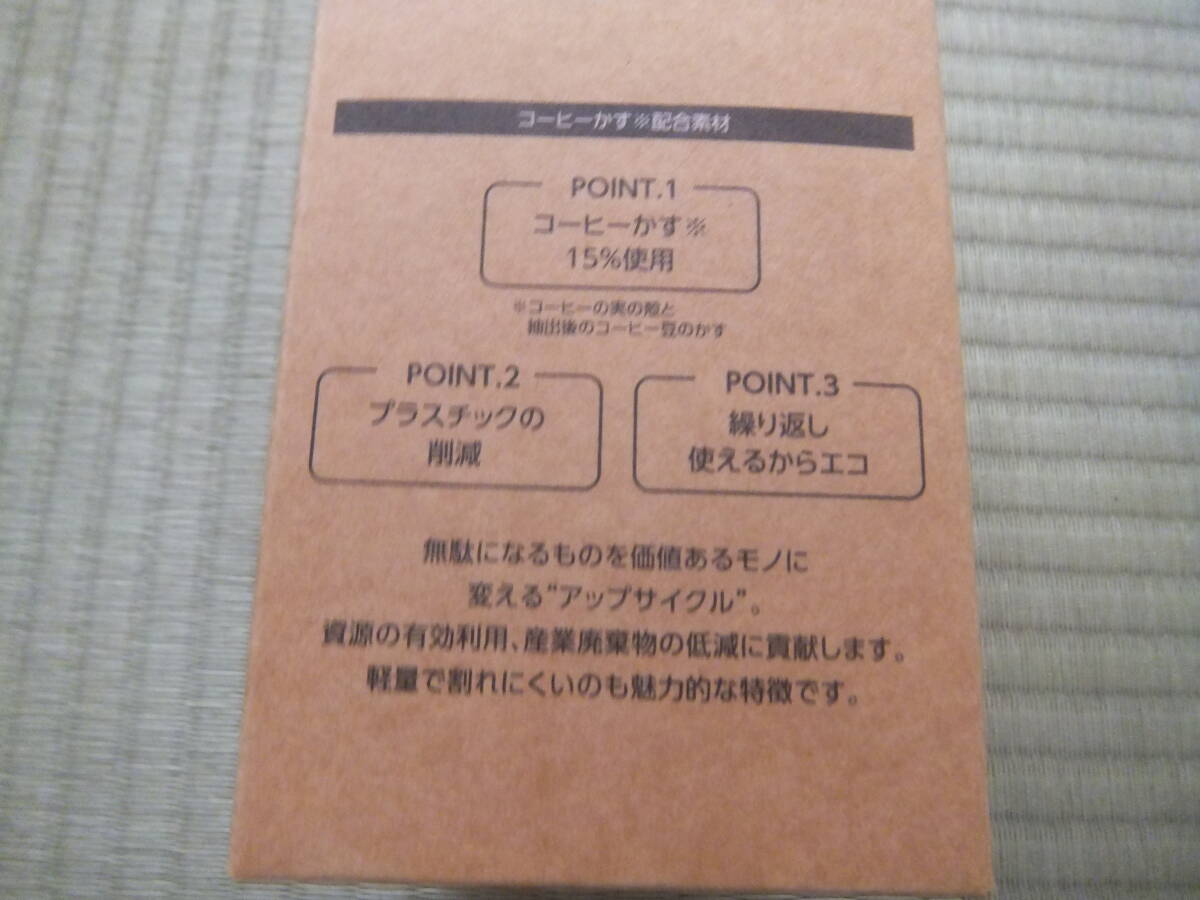 コーヒーかす※配合素材
POINT.1
コーヒーかす※
15%使用
※コーヒーの実の殻と
抽出後のコーヒー豆のかす
POINT.2
プラスチックの
削減
POINT.3
繰り返し
使えるからエコ
無駄になるものを価値あるモノに
変える"アップサイクル"。
資源の有効利用、産業廃棄物の低減に貢献します。
軽量で割れにくいのも魅力的な特徴です。